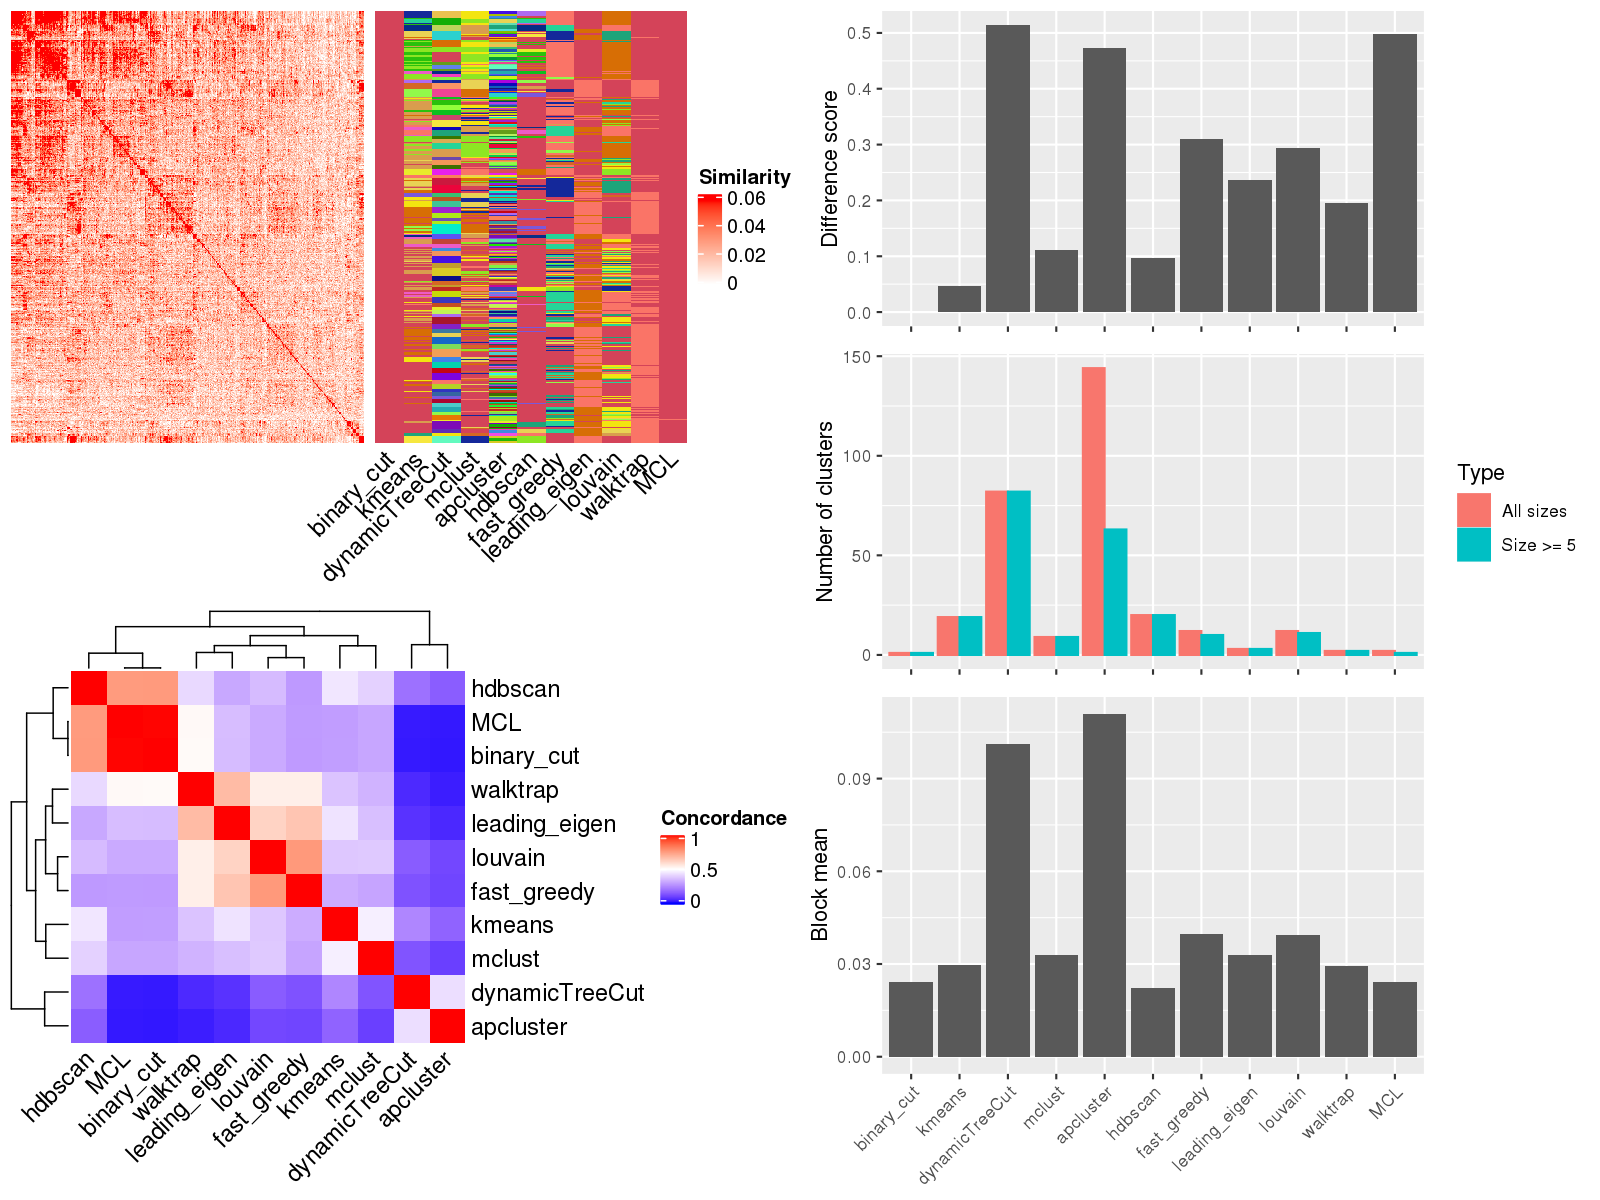 Similarity
0.06
0.04
0.02
0
binary_cut
kmeans
dynamicTreeCut
mclust
apcluster
hdbscan
fast_greedy
leading_eigen
louvain
walktrap
MCL
hdbscan
MCL
binary_cut
walktrap
leading_eigen
louvain
fast_greedy
kmeans
mclust
dynamicTreeCut
apcluster
hdbscan
MCL
binary_cut
walktrap
leading_eigen
louvain
fast_greedy
kmeans
mclust
dynamicTreeCut
apcluster
Concordance
1
0.5
0
Difference score
0.5
0.4
0.3
0.2
0.1
0.0
Number of clusters
150
100
50
0
Type
All sizes
Size >= 5
Block mean
0.09
0.06
0.03
0.00
binary_cut
kmeans
dynamicTreeCut
mclust
apcluster
hdbscan
fast_greedy
leading_eigen
louvain
walktrap
MCL